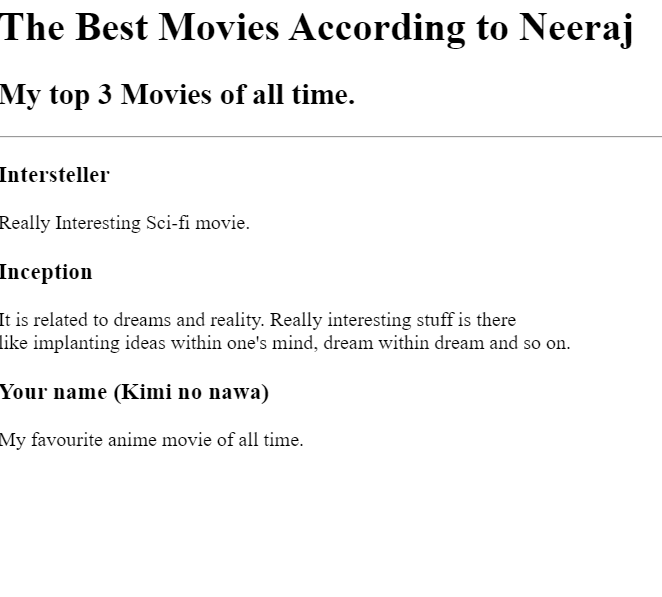 The Best Movies According to Neeraj
My top 3 Movies of all time.
Intersteller
Really Interesting Sci-fi movie.
Inception
It is related to dreams and reality. Really interesting stuff is there
like implanting ideas within one's mind, dream within dream and so on.
Your name (Kimi no nawa)
My favourite anime movie of all time.